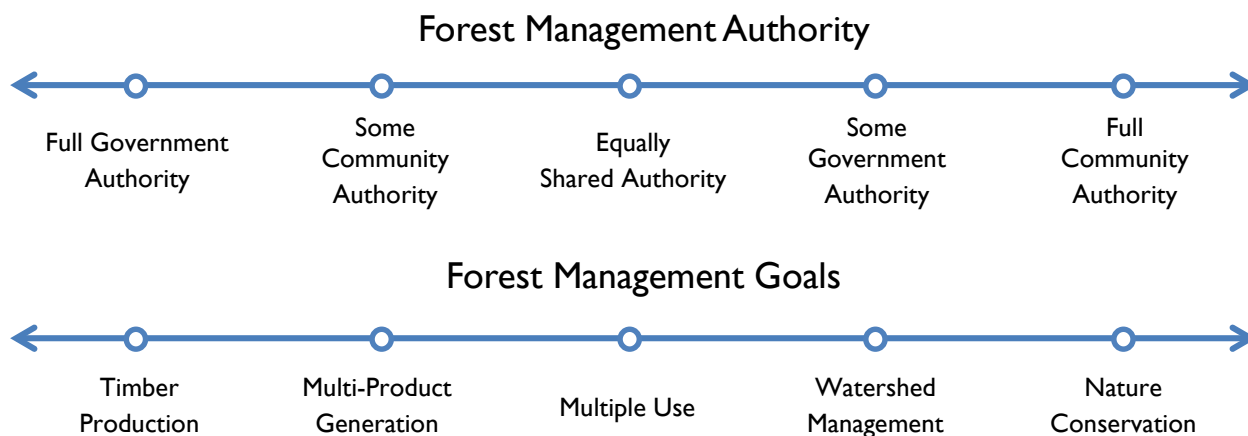 Forest Management Authority
Full Government
Authority
Some
Community
Authority
Equally
Shared Authority
Some
Government
Authority
Full
Community
Authority
Forest Management Goals
Timber
Production
Multi-Product
Generation
Multiple Use
Watershed
Management
Nature
Conservation